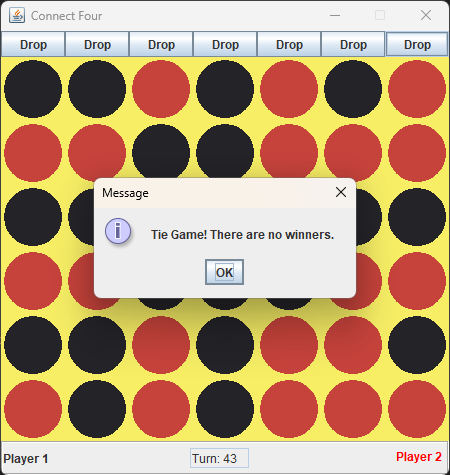 Connect Four
Drop Drop Drop Drop Drop Drop Drop
Message
i
Tie Game! There are no winners.
OK
Player 1 Turn: 43 Player 2